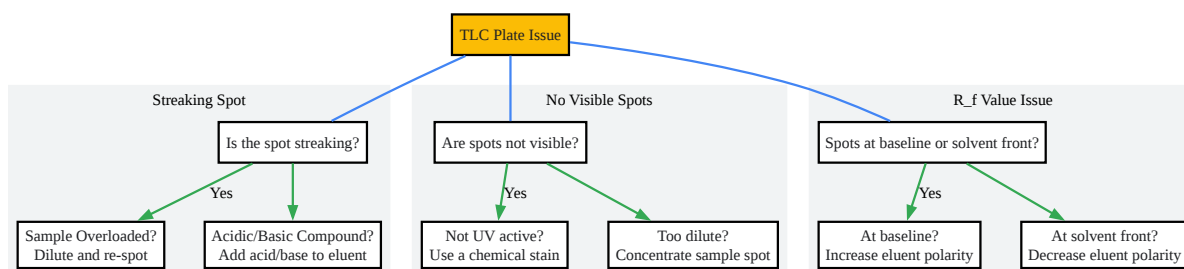 TLC Plate Issue
Streaking Spot
No Visible Spots
R_f Value Issue
Is the spot streaking?
Are spots not visible?
Spots at baseline or solvent front?
Yes
Yes
Yes
Sample Overloaded?
Dilute and re-spot
Acidic/Basic Compound?
Add acid/base to eluent
Not UV active?
Use a chemical stain
Too dilute?
Concentrate sample spot
At baseline?
Increase eluent polarity
At solvent front?
Decrease eluent polarity